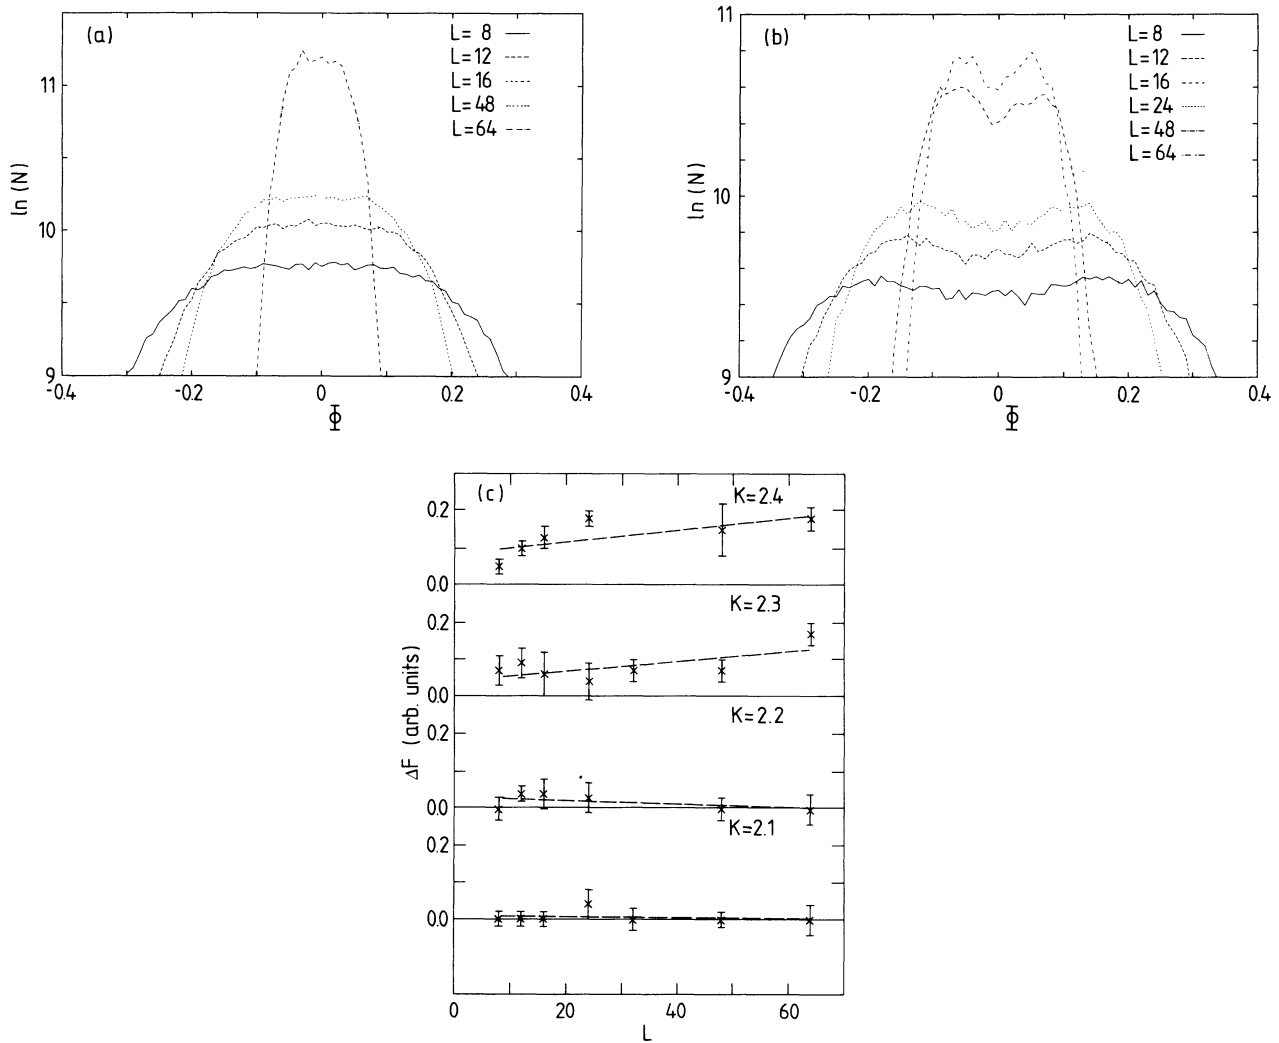 (a)
L= 8
L=12
L=16
L=48
L=64
11
10
9
ln (N)
-0.4
-0.2
0
0.2
0.4
Φ
(b)
L=8
L=12
L=16
L=24
L=48
L=64
11
10
9
ln (N)
-0.4
-0.2
0
0.2
0.4
Φ
(c)
K=2.4
0.2
0.0
K=2.3
0.2
0.0
K=2.2
0.2
0.0
K=2.1
0.2
0.0
ΔF (arb. units)
0
20
40
60
L